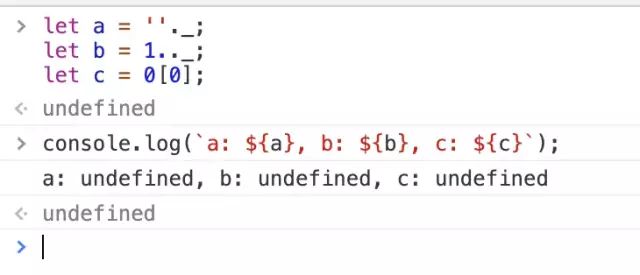 > let a = ''._;
let b = 1.._;
let c = 0[0];
<· undefined
> console.log(`a: ${a}, b: ${b}, c: ${c}`);
a: undefined, b: undefined, c: undefined
<· undefined
>